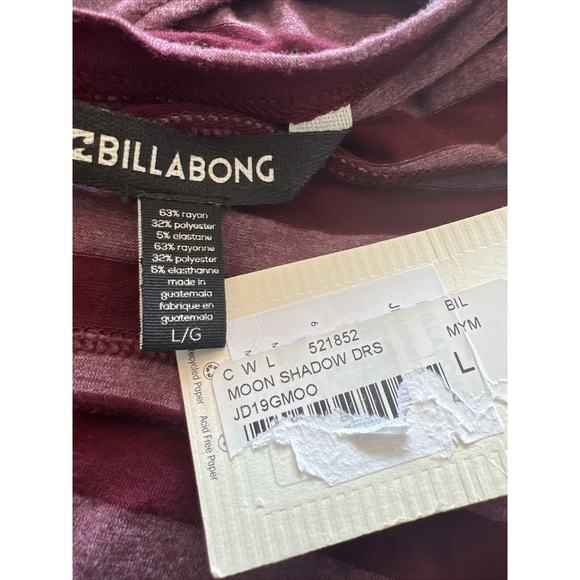 BILLABONG
63% rayon
32% polyester
5% elastane
63% rayonne
32% polyester
5% elasthanne
made in
guatemala
fabrique en
guatemala
L/G
C W L 521852
MOON SHADOW DRS
JD19GMOO
BIL
MYM
L
Recycled Paper
Acid Free Paper